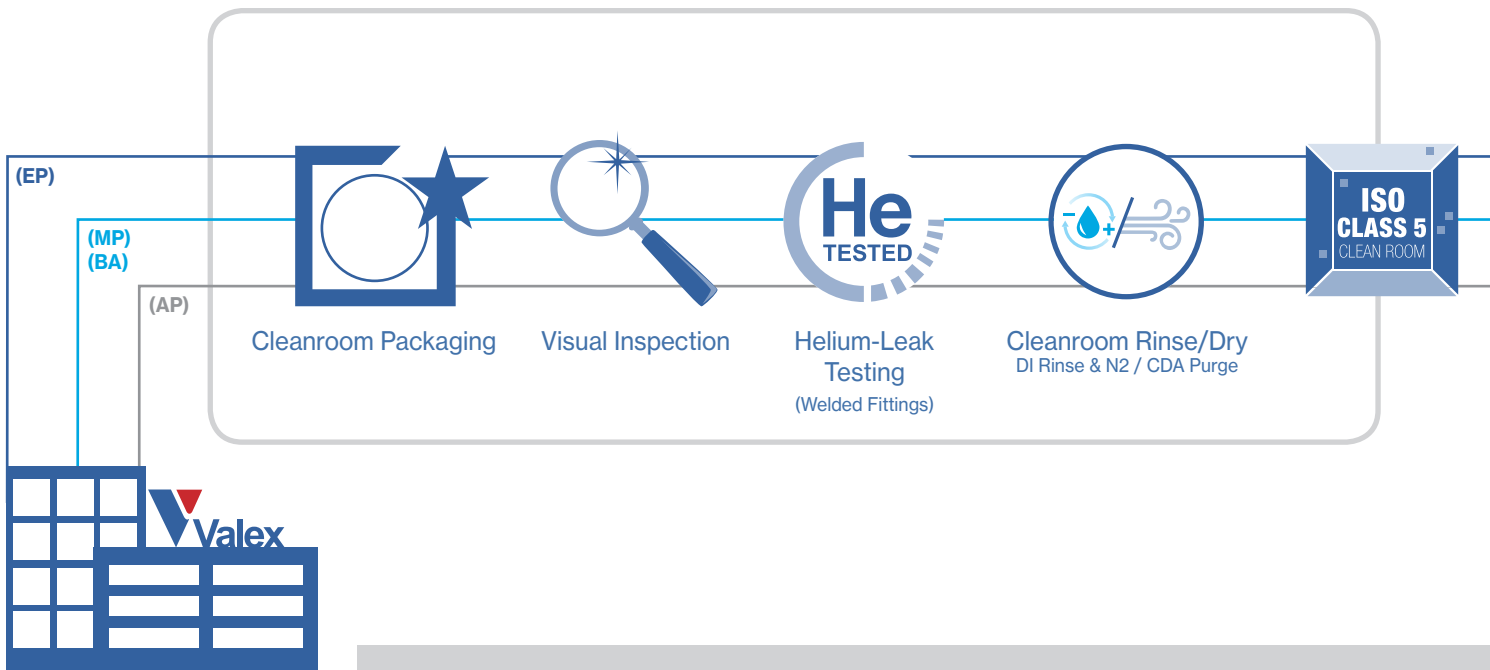 (EP)
(MP)
(BA)
(AP)
He
TESTED
ISO
CLASS 5
CLEAN ROOM
Cleanroom Packaging
Visual Inspection
Helium-Leak
Testing
(Welded Fittings)
Cleanroom Rinse/Dry
DI Rinse & N2 / CDA Purge
Valex